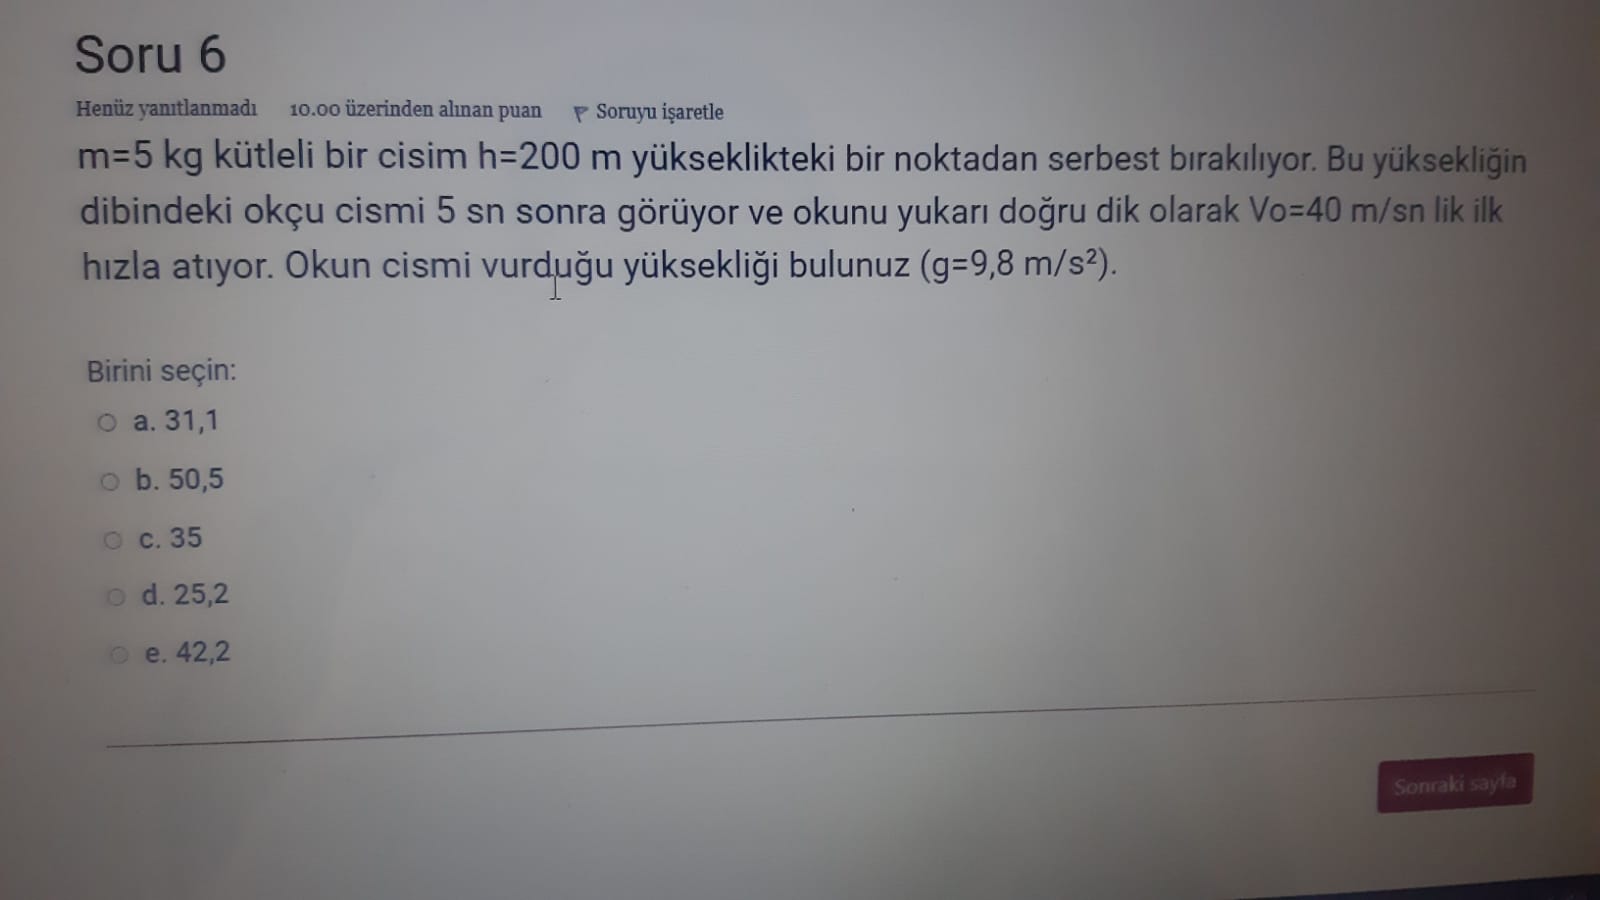 Soru 6
Henüz yanıtlanmadı 10.00 üzerinden alınan puan Soruyu işaretle
m=5 kg kütleli bir cisim h=200 m yükseklikteki bir noktadan serbest bırakılıyor. Bu yüksekliğin
dibindeki okçu cismi 5 sn sonra görüyor ve okunu yukarı doğru dik olarak Vo=40 m/sn lik ilk
hızla atıyor. Okun cismi vurduğu yüksekliği bulunuz (g=9,8 m/s²).
Birini seçin:
a. 31,1
b. 50,5
c. 35
d. 25,2
e. 42,2
Sonraki sayfa